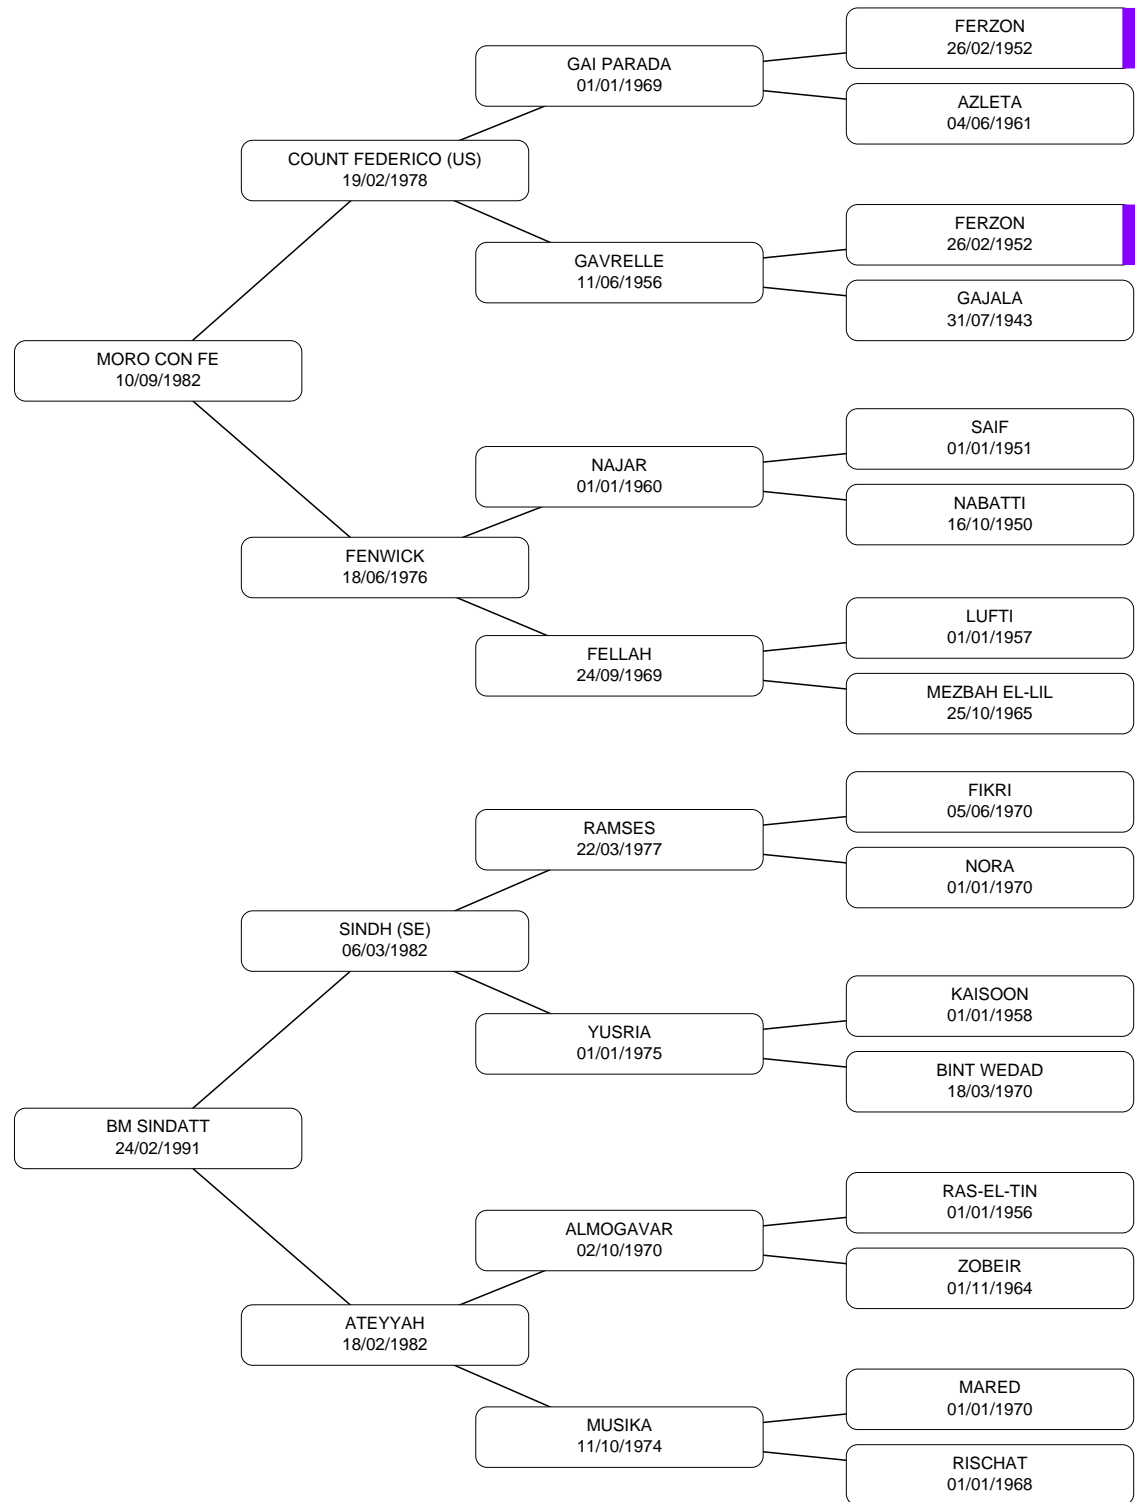 FERZON
26/02/1952
GAI PARADA
01/01/1969
AZLETA
04/06/1961
COUNT FEDERICO (US)
19/02/1978
FERZON
26/02/1952
GAVRELLE
11/06/1956
GAJALA
31/07/1943
MORO CON FE
10/09/1982
SAIF
01/01/1951
NAJAR
01/01/1960
NABATTI
16/10/1950
FENWICK
18/06/1976
LUFTI
01/01/1957
FELLAH
24/09/1969
MEZBAH EL-LIL
25/10/1965
FIKRI
05/06/1970
RAMSES
22/03/1977
NORA
01/01/1970
SINDH (SE)
06/03/1982
KAISOON
01/01/1958
YUSRIA
01/01/1975
BINT WEDAD
18/03/1970
BM SINDATT
24/02/1991
RAS-EL-TIN
01/01/1956
ALMOGAVAR
02/10/1970
ZOBEIR
01/11/1964
ATEYYAH
18/02/1982
MARED
01/01/1970
MUSIKA
11/10/1974
RISCHAT
01/01/1968